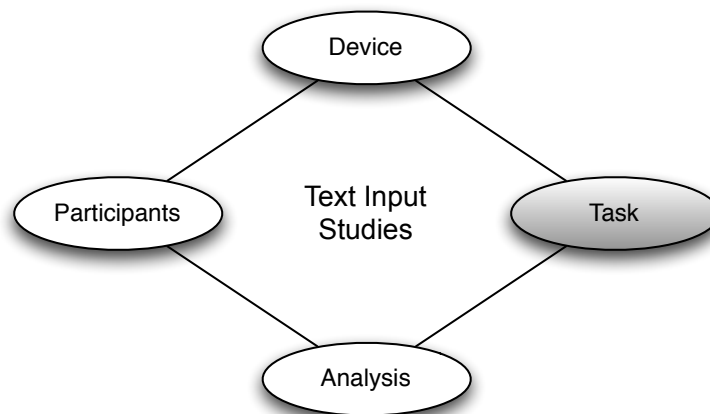 Device
Participants
Text Input
Studies
Task
Analysis